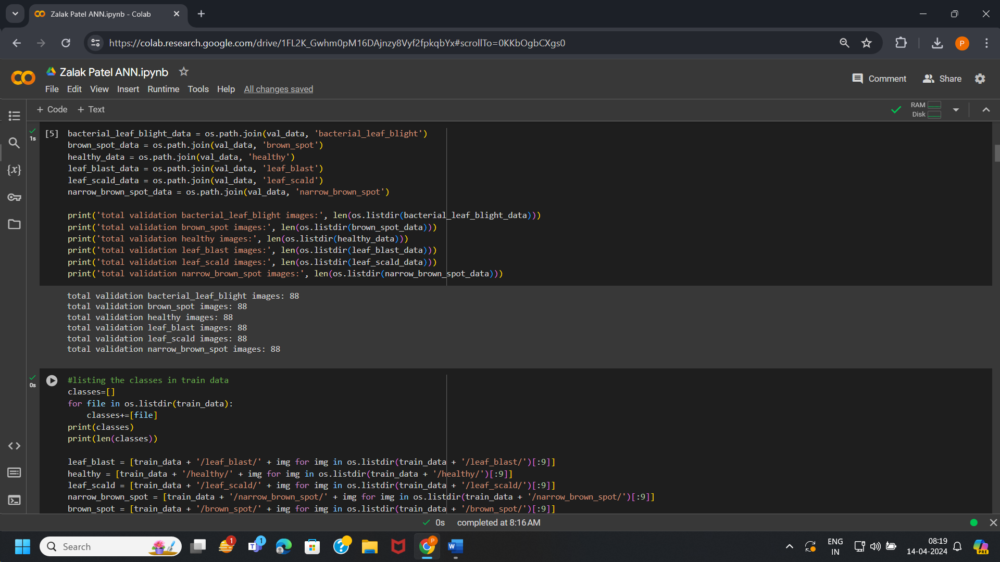 Zalak Patel ANN.ipynb - Colab
https://colab.research.google.com/drive/1FL2K_Gwhm0pM16DAjnzy8Vyf2fpkqbYx#scrollTo=0KKbOgbCXgs0
P
Zalak Patel ANN.ipynb
File Edit View Insert Runtime Tools Help All changes saved
Comment Share
+ Code + Text
RAM
Disk
1s
[5] bacterial_leaf_blight_data = os.path.join(val_data, 'bacterial_leaf_blight')
brown_spot_data = os.path.join(val_data, 'brown_spot')
healthy_data = os.path.join(val_data, 'healthy')
leaf_blast_data = os.path.join(val_data, 'leaf_blast')
leaf_scald_data = os.path.join(val_data, 'leaf_scald')
narrow_brown_spot_data = os.path.join(val_data, 'narrow_brown_spot')
print('total validation bacterial_leaf_blight images:', len(os.listdir(bacterial_leaf_blight_data)))
print('total validation brown_spot images:', len(os.listdir(brown_spot_data)))
print('total validation healthy images:', len(os.listdir(healthy_data)))
print('total validation leaf_blast images:', len(os.listdir(leaf_blast_data)))
print('total validation leaf_scald images:', len(os.listdir(leaf_scald_data)))
print('total validation narrow_brown_spot images:', len(os.listdir(narrow_brown_spot_data)))
total validation bacterial_leaf_blight images: 88
total validation brown_spot images: 88
total validation healthy images: 88
total validation leaf_blast images: 88
total validation leaf_scald images: 88
total validation narrow_brown_spot images: 88
0s
#listing the classes in train data
classes=[]
for file in os.listdir(train_data):
    classes+=[file]
print(classes)
print(len(classes))
leaf_blast = [train_data + '/leaf_blast/' + img for img in os.listdir(train_data + '/leaf_blast/')[:9]]
healthy = [train_data + '/healthy/' + img for img in os.listdir(train_data + '/healthy/')[:9]]
leaf_scald = [train_data + '/leaf_scald/' + img for img in os.listdir(train_data + '/leaf_scald/')[:9]]
narrow_brown_spot = [train_data + '/narrow_brown_spot/' + img for img in os.listdir(train_data + '/narrow_brown_spot/')[:9]]
brown_spot = [train_data + '/brown_spot/' + img for img in os.listdir(train_data + '/brown_spot/')[:9]]
0s completed at 8:16 AM
Search
1
1
P
ENG
IN
08:19
14-04-2024
PRE